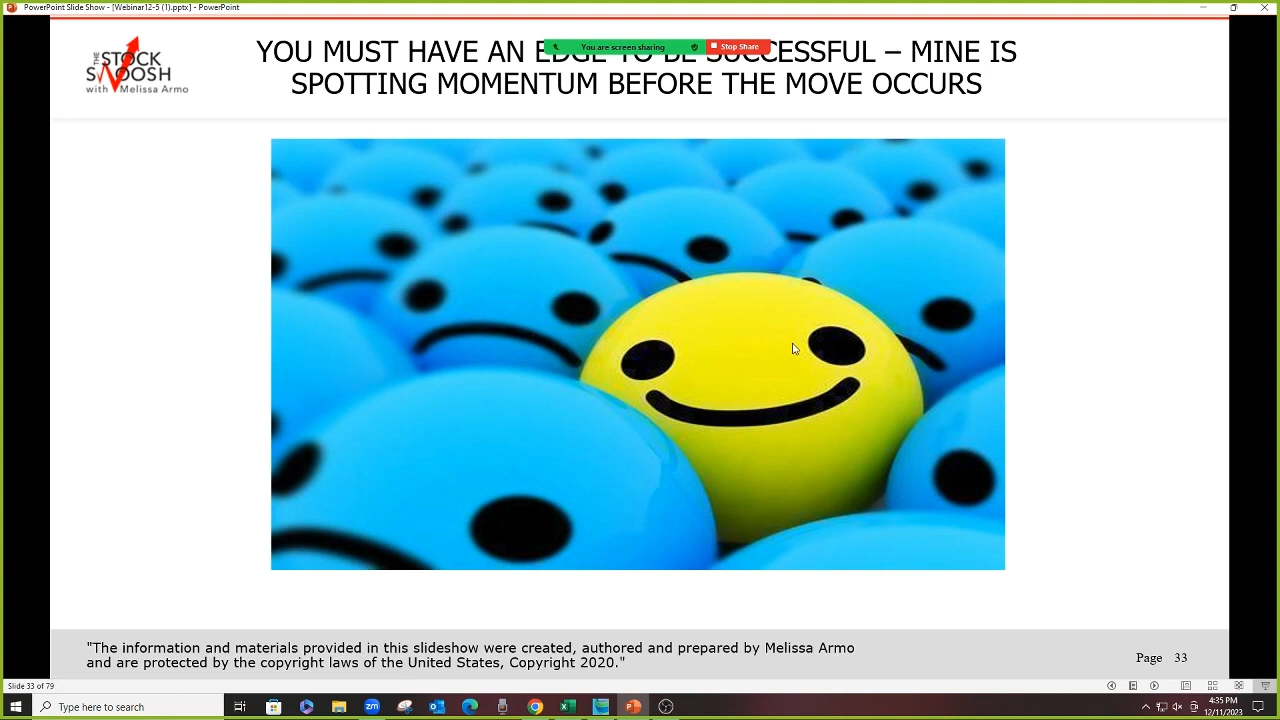 PowerPoint Slide Show - [Webinar12-5 (1).pptx] - PowerPoint
THE
STOCK
SWOOSH
with Melissa Armo
YOU MUST HAVE AN EDGE TO BE SUCCESSFUL – MINE IS
SPOTTING MOMENTUM BEFORE THE MOVE OCCURS
You are screen sharing
Stop Share
"The information and materials provided in this slideshow were created, authored and prepared by Melissa Armo
and are protected by the copyright laws of the United States, Copyright 2020."
Page 33
Slide 33 of 79
Type here to search
4:35 PM
12/11/2023